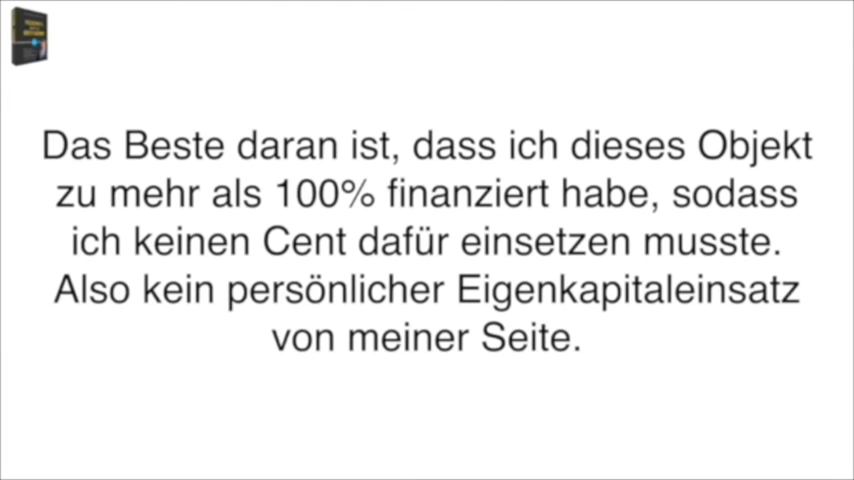 Das Beste daran ist, dass ich dieses Objekt
zu mehr als 100% finanziert habe, sodass
ich keinen Cent dafür einsetzen musste.
Also kein persönlicher Eigenkapitaleinsatz
von meiner Seite.